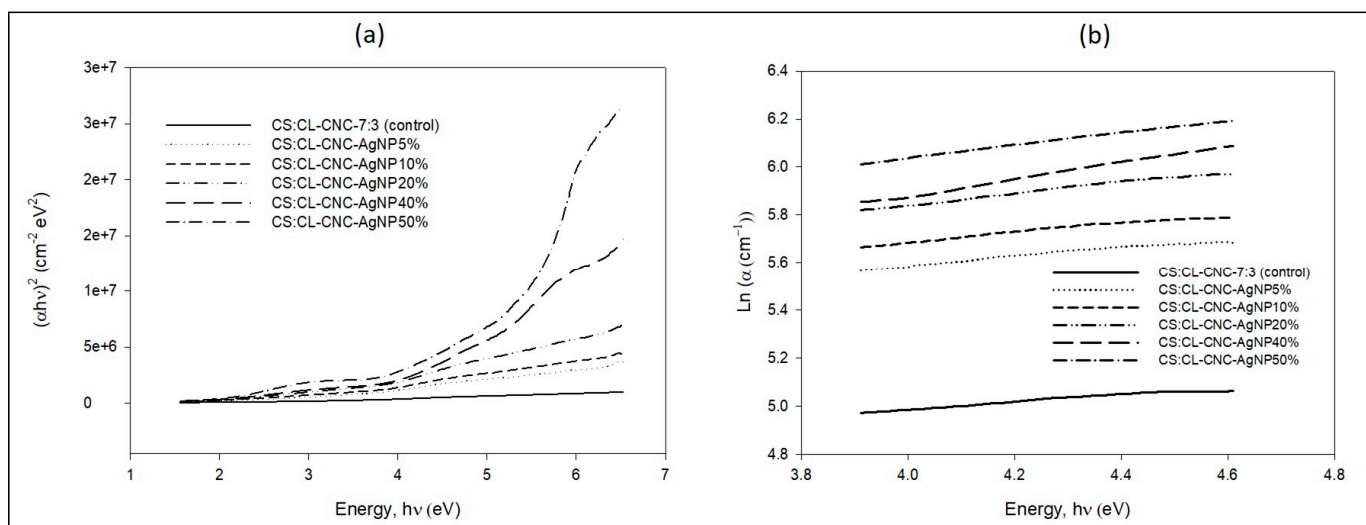 (a)
3e+7
3e+7
2e+7
2e+7
1e+7
5e+6
0
(αhν)² (cm⁻² eV²)
CS:CL-CNC-7:3 (control)
CS:CL-CNC-AgNP5%
CS:CL-CNC-AgNP10%
CS:CL-CNC-AgNP20%
CS:CL-CNC-AgNP40%
CS:CL-CNC-AgNP50%
1 2 3 4 5 6 7
Energy, hν (eV)
(b)
6.4
6.2
6.0
5.8
5.6
5.4
5.2
5.0
4.8
Ln (α (cm⁻¹))
CS:CL-CNC-7:3 (control)
CS:CL-CNC-AgNP5%
CS:CL-CNC-AgNP10%
CS:CL-CNC-AgNP20%
CS:CL-CNC-AgNP40%
CS:CL-CNC-AgNP50%
3.8 4.0 4.2 4.4 4.6 4.8
Energy, hν (eV)